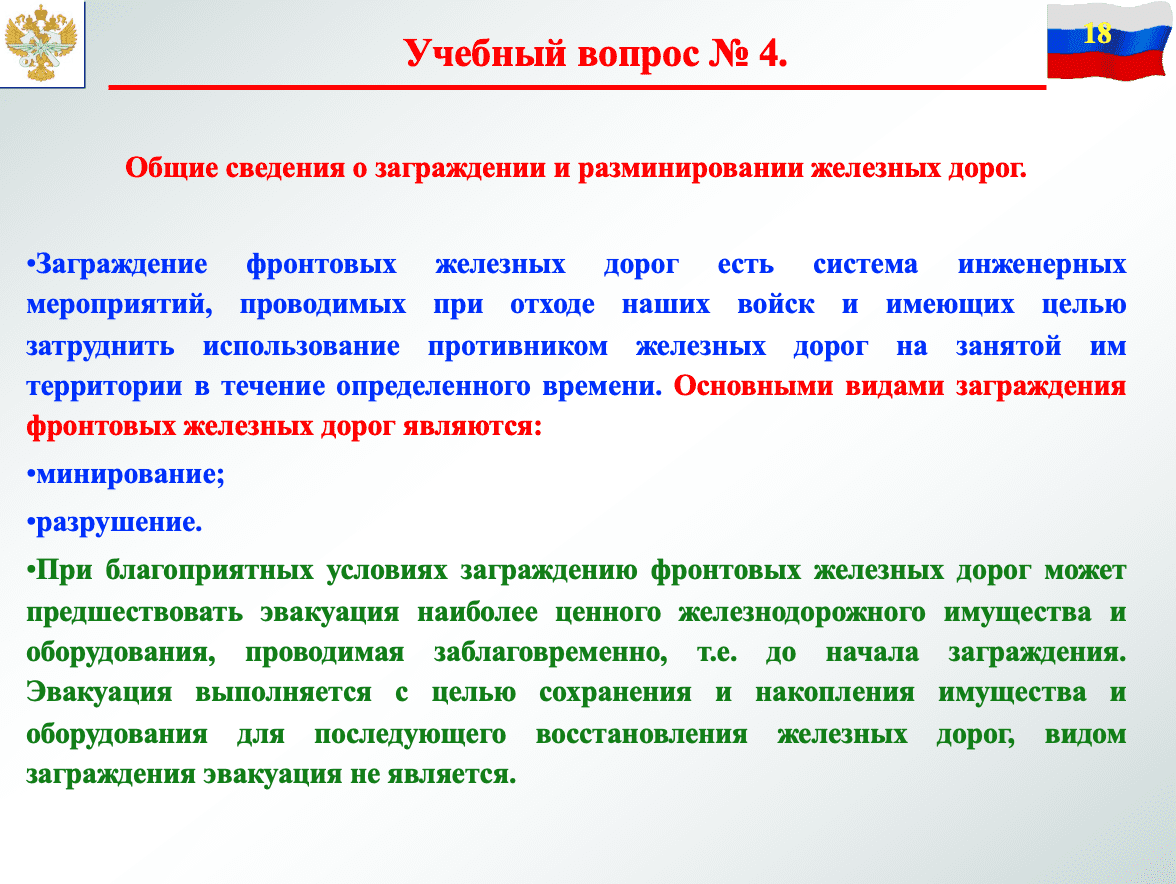 18
Учебный вопрос № 4.
Общие сведения о заграждении и разминировании железных дорог.
•Заграждение фронтовых железных дорог есть система инженерных
мероприятий, проводимых при отходе наших войск и имеющих целью
затруднить использование противником железных дорог на занятой им
территории в течение определенного времени. Основными видами заграждения
фронтовых железных дорог являются:
•минирование;
•разрушение.
•При благоприятных условиях заграждению фронтовых железных дорог может
предшествовать эвакуация наиболее ценного железнодорожного имущества и
оборудования, проводимая заблаговременно, т.е. до начала заграждения.
Эвакуация выполняется с целью сохранения и накопления имущества и
оборудования для последующего восстановления железных дорог, видом
заграждения эвакуация не является.